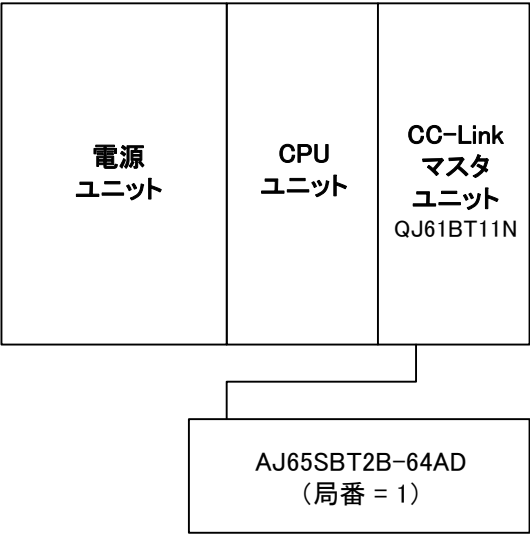 電源
ユニット
CPU
ユニット
CC-Link
マスタ
ユニット
QJ61BT11N
AJ65SBT2B-64AD
（局番 = 1）